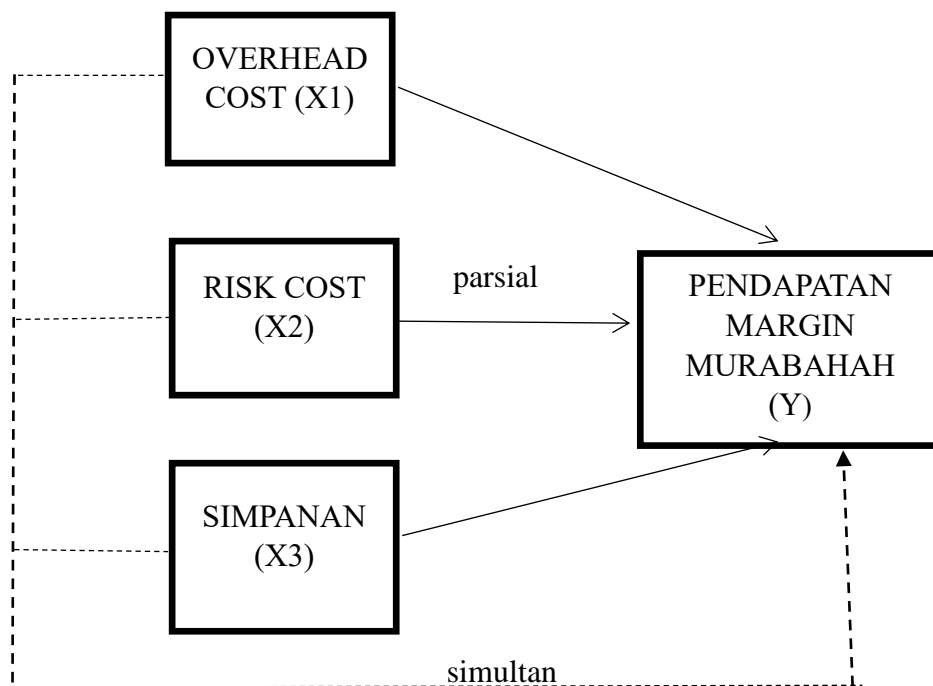 OVERHEAD
COST (X1)
RISK COST
(X2)
parsial
PENDAPATAN
MARGIN
MURABAHAH
(Y)
SIMPANAN
(X3)
simultan